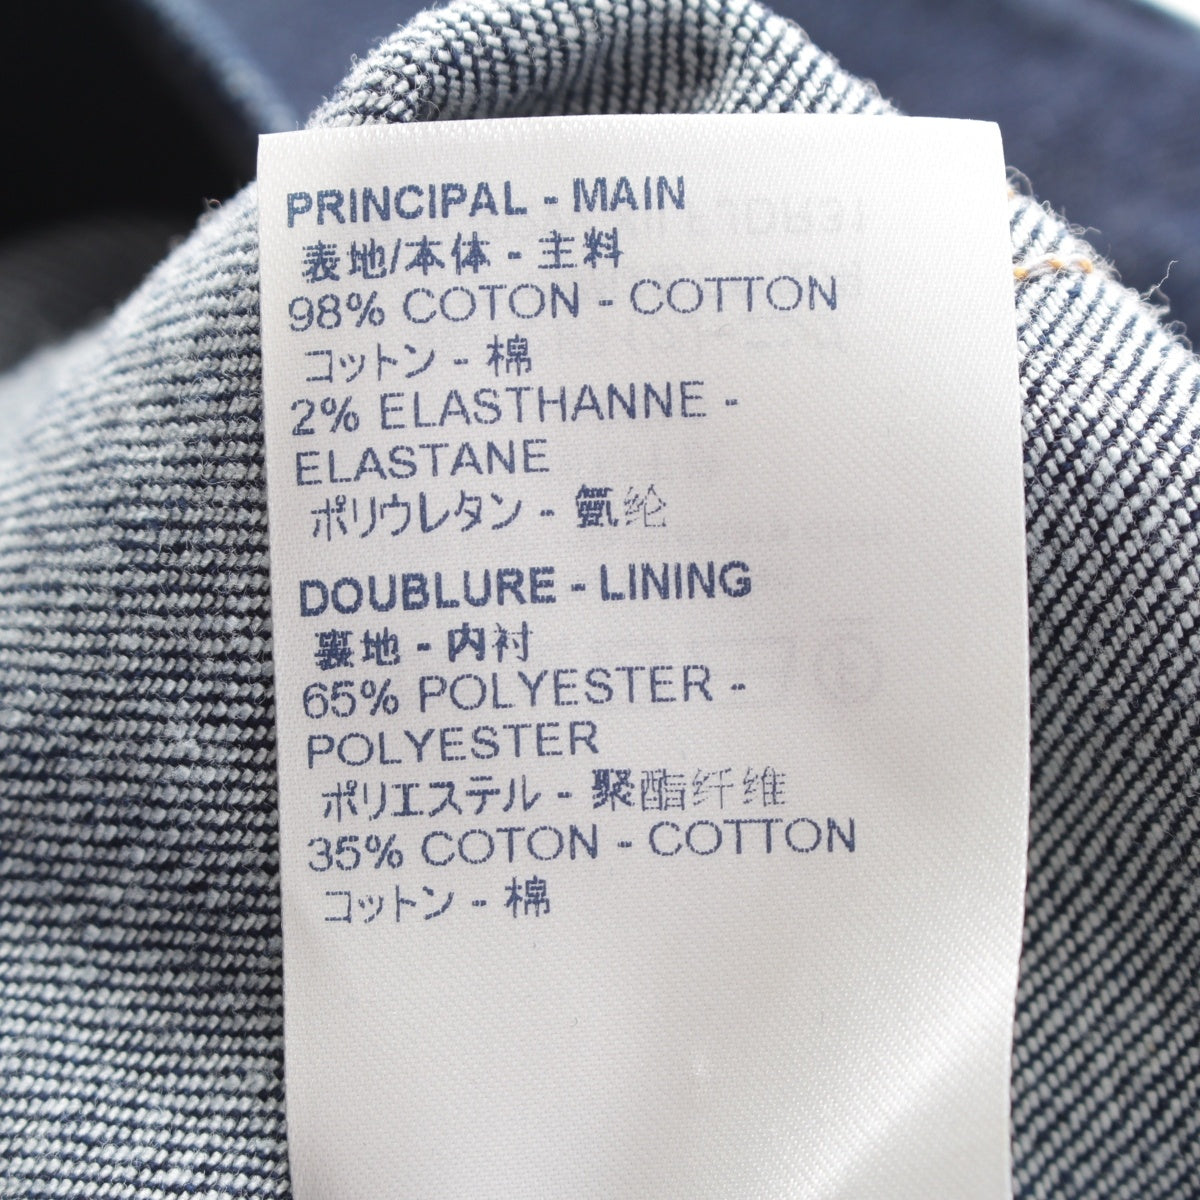 PRINCIPAL - MAIN
表地/本体 - 主料
98% COTON - COTTON
コットン - 棉
2% ELASTHANNE -
ELASTANE
ポリウレタン - 氨纶
DOUBLURE - LINING
裏地 - 内衬
65% POLYESTER -
POLYESTER
ポリエステル - 聚酯纤维
35% COTON - COTTON
コットン - 棉